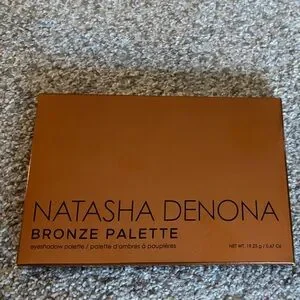 NATASHA DENONA
BRONZE PALETTE
eyeshadow palette / palette d'ombres à paupières
NET WT. 19.25 g / 0.67 Oz